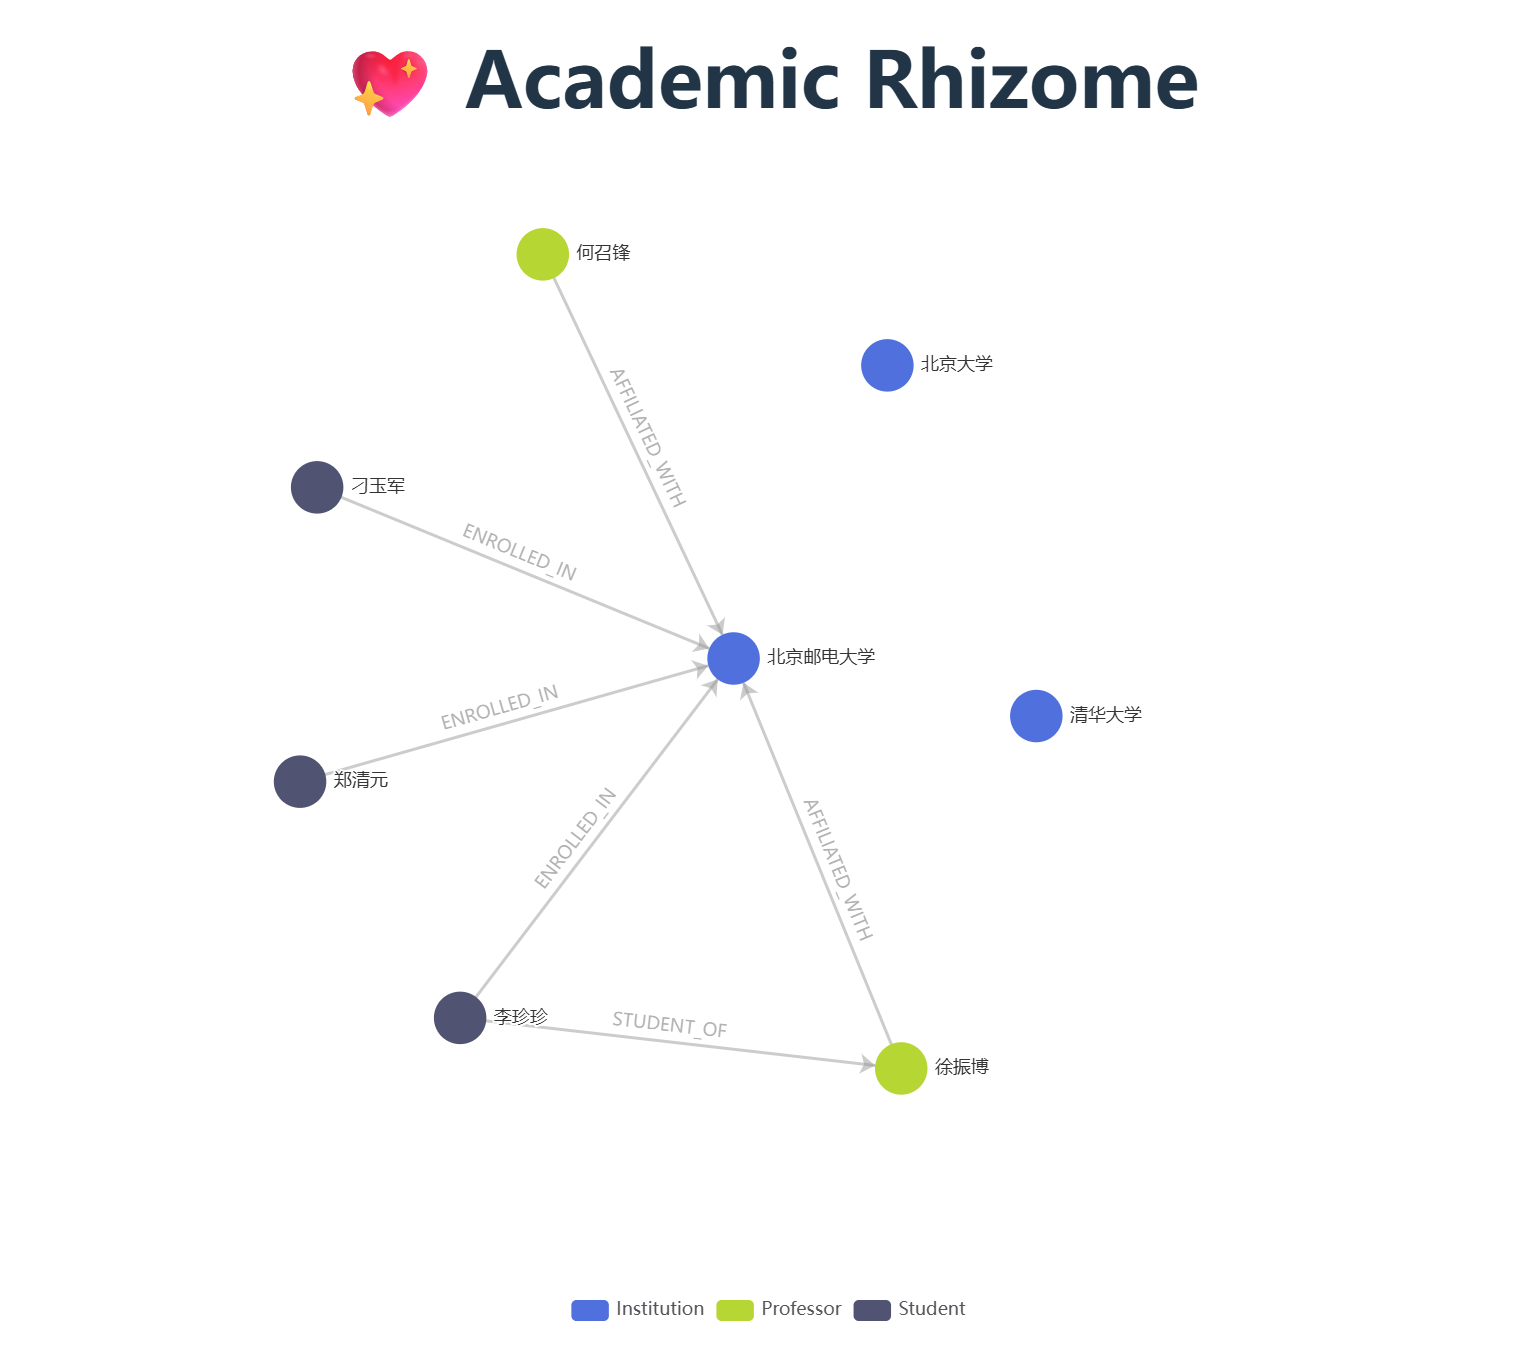 💖 Academic Rhizome
何召锋
北京大学
AFFILIATED_WITH
刁玉军
ENROLLED_IN
北京邮电大学
ENROLLED_IN
清华大学
郑清元
ENROLLED_IN
AFFILIATED_WITH
李珍珍
STUDENT_OF
徐振博
Institution Professor Student